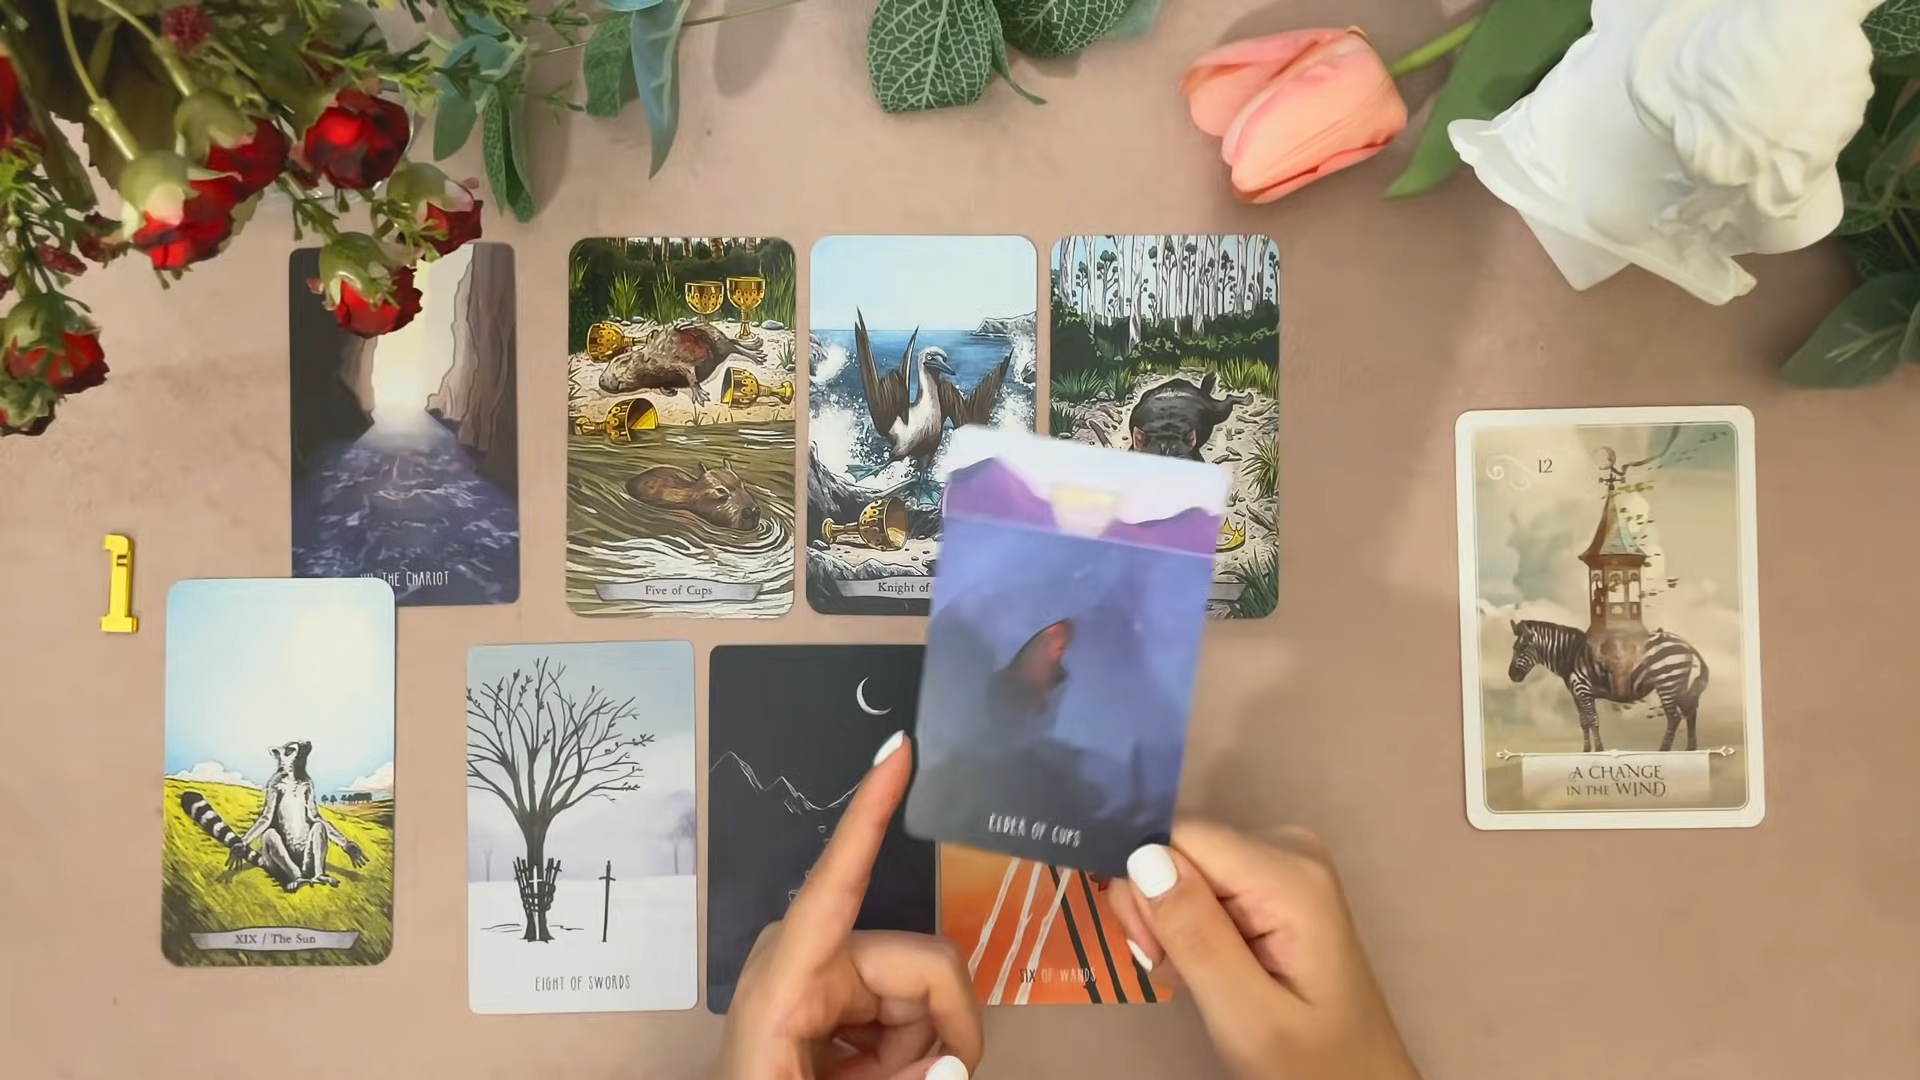 1
THE CHARIOT
Five of Cups
Knight of
12
A CHANGE
IN THE WIND
ELDER OF CUPS
XIX / The Sun
EIGHT OF SWORDS
SIX OF WANDS